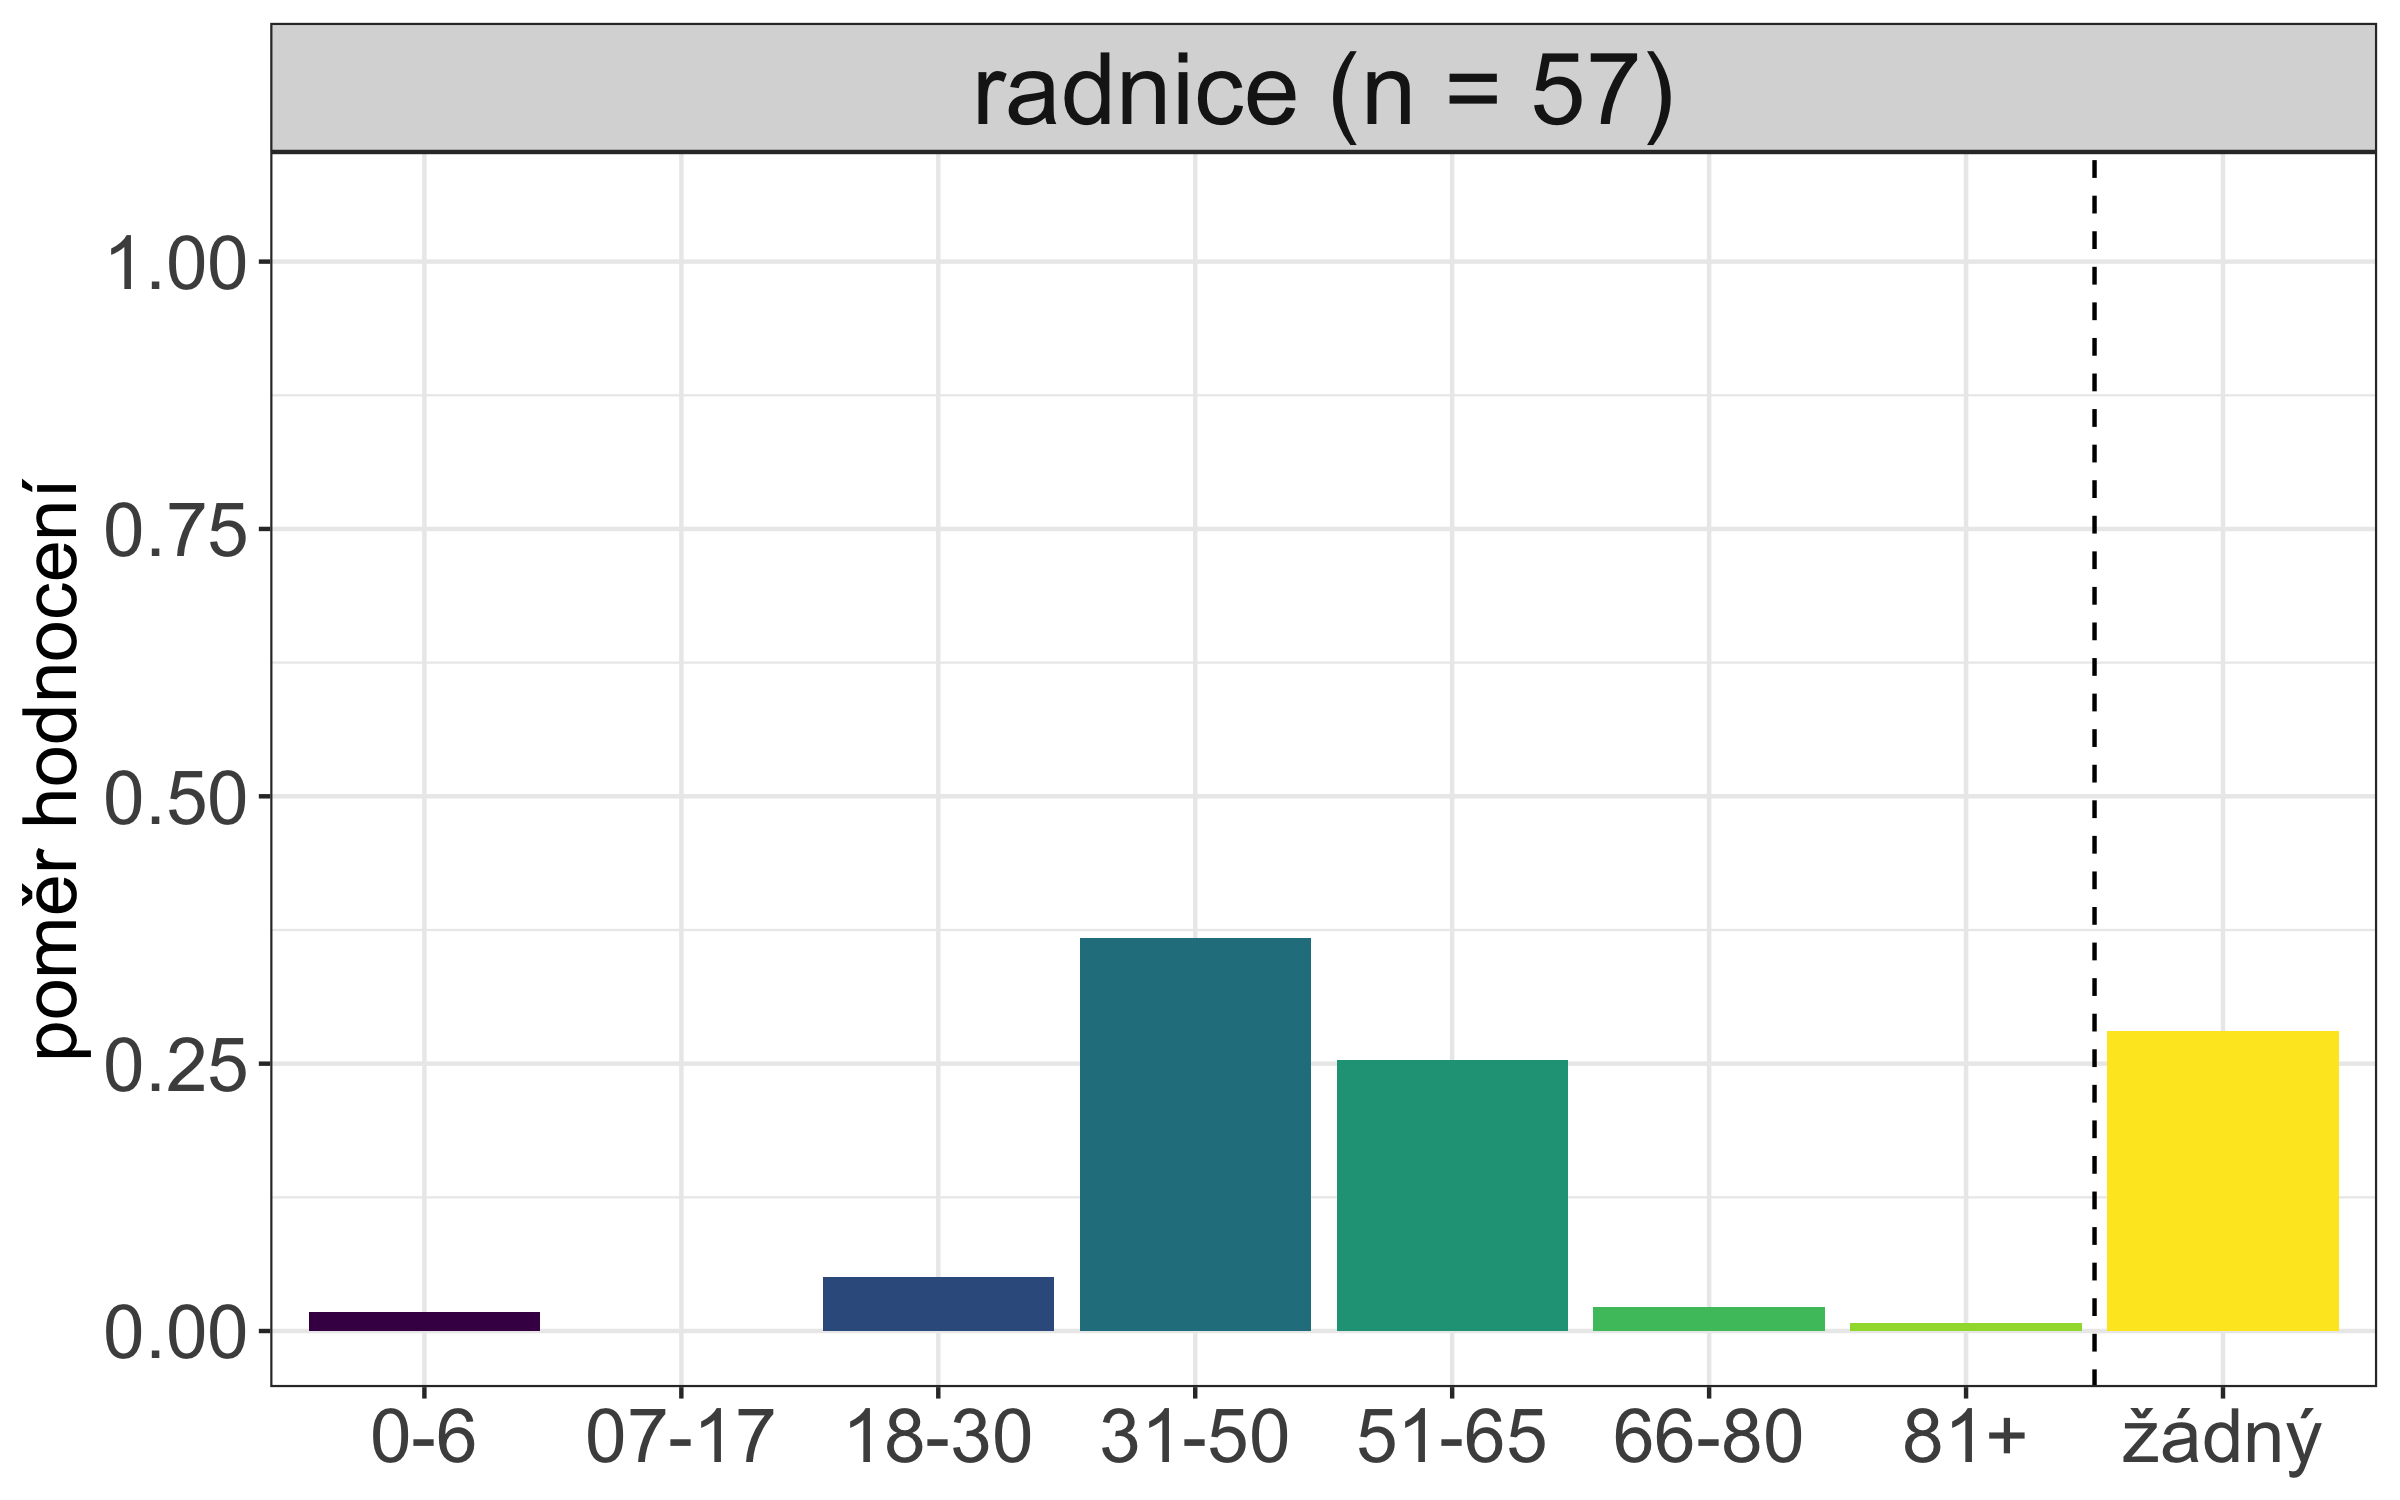 radnice (n = 57)
poměr hodnocení
1.00
0.75
0.50
0.25
0.00
0-6 07-17 18-30 31-50 51-65 66-80 81+ žádný